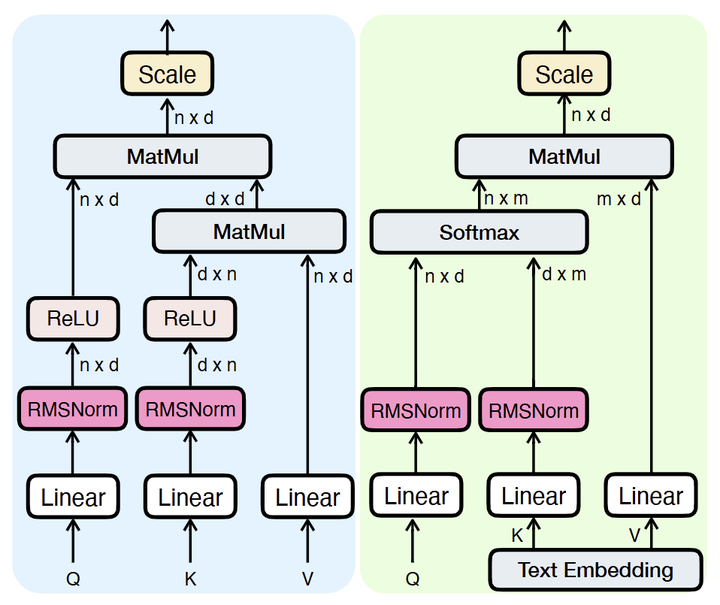 Scale
n x d
MatMul
n x d
d x d
MatMul
d x n
n x d
ReLU
ReLU
n x d
d x n
RMSNorm
RMSNorm
Linear
Linear
Linear
Q
K
V
Scale
n x d
MatMul
n x m
m x d
Softmax
n x d
d x m
RMSNorm
RMSNorm
Linear
Linear
Linear
K
V
Q
Text Embedding